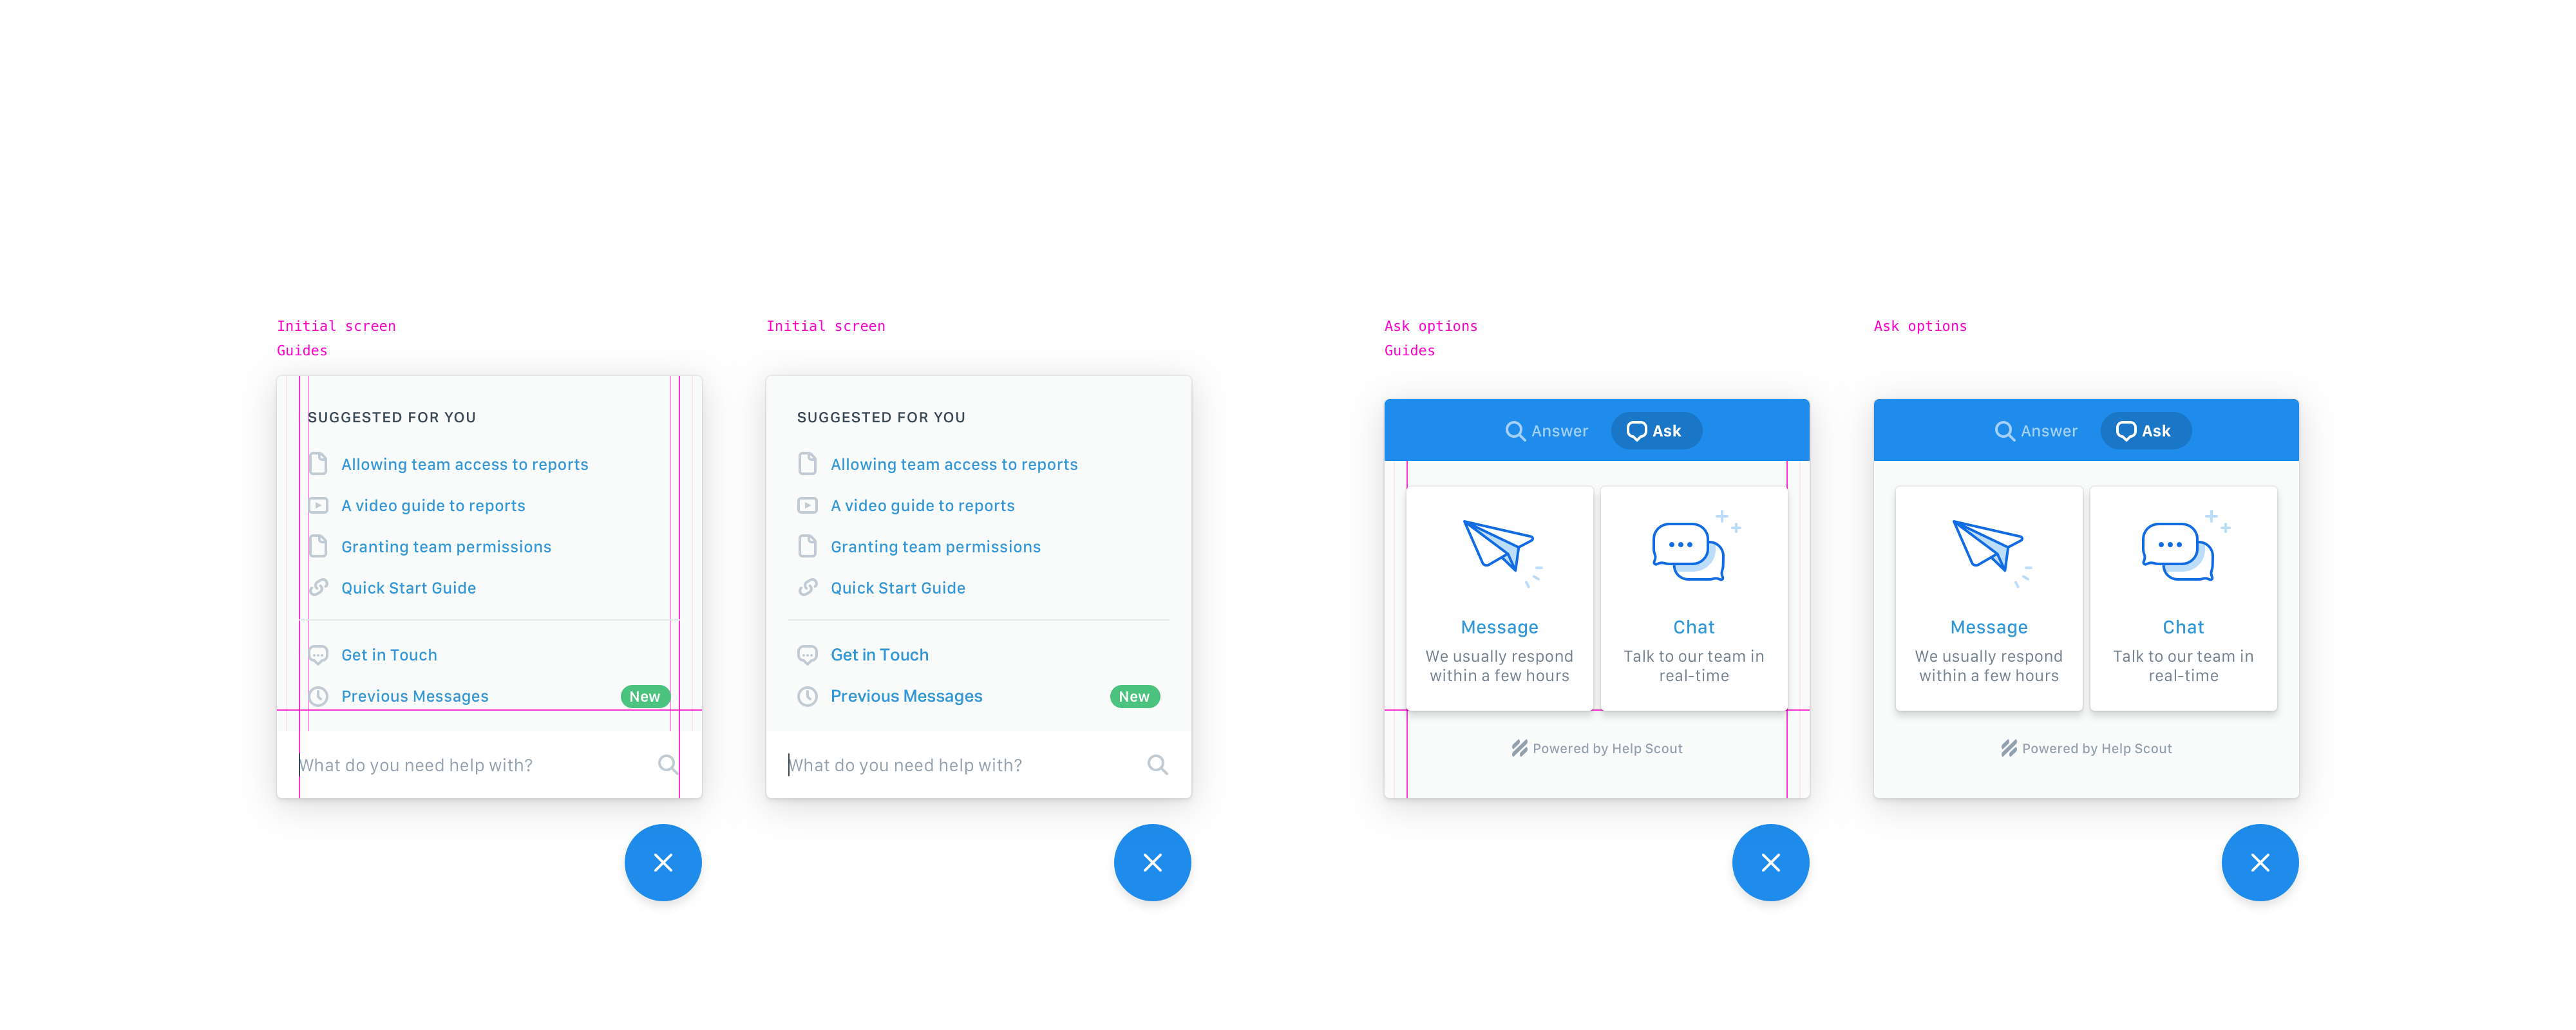 Initial screen
Guides
SUGGESTED FOR YOU
Allowing team access to reports
A video guide to reports
Granting team permissions
Quick Start Guide
Get in Touch
Previous Messages
New
What do you need help with?
Initial screen
SUGGESTED FOR YOU
Allowing team access to reports
A video guide to reports
Granting team permissions
Quick Start Guide
Get in Touch
Previous Messages
New
What do you need help with?
Ask options
Guides
Answer
Ask
Message
We usually respond
within a few hours
Chat
Talk to our team in
real-time
Powered by Help Scout
Ask options
Answer
Ask
Message
We usually respond
within a few hours
Chat
Talk to our team in
real-time
Powered by Help Scout